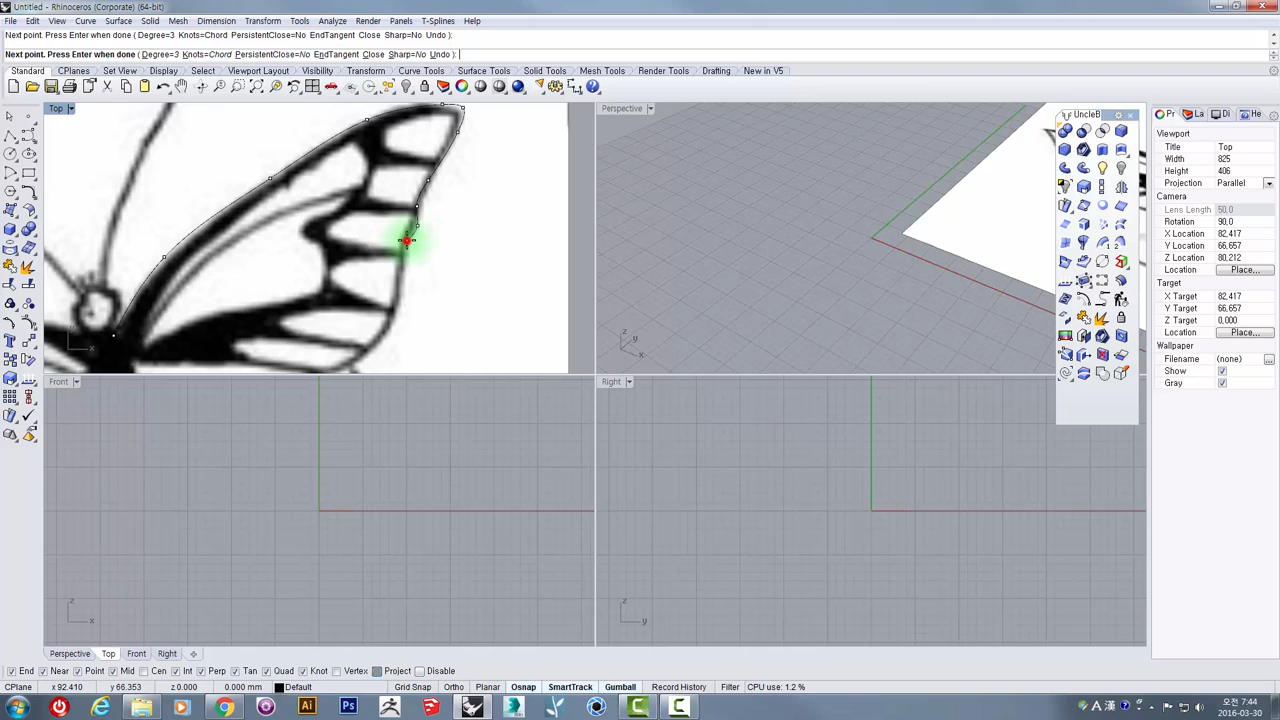 Untitled - Rhinoceros (Corporate) (64-bit)
File Edit View Curve Surface Solid Mesh Dimension Transform Tools Analyze Render Panels T-Splines Help
Next point. Press Enter when done ( Degree=3 Knots=Chord PersistentClose=No EndTangent Close Sharp=No Undo ):
Next point. Press Enter when done ( Degree=3 Knots=Chord PersistentClose=No EndTangent Close Sharp=No Undo ):
Standard CPlanes Set View Display Select Viewport Layout Visibility Transform Curve Tools Surface Tools Solid Tools Mesh Tools Render Tools Drafting New in V5
Top
Perspective
UncleB
Pr La Di He
Viewport
Title Top
Width 825
Height 406
Projection Parallel
Camera
Lens Length 50,0
Rotation 90,0
X Location 82,417
Y Location 66,657
Z Location 80,212
Location Place...
Target
X Target 82,417
Y Target 66,657
Z Target 0,000
Location Place...
Wallpaper
Filename (none) ...
Show
Gray
x
z y
x
Front
Right
z
x
z
y
Perspective Top Front Right
End Near Point Mid Cen Int Perp Tan Quad Knot Vertex Project Disable
CPlane x 92.410 y 66.353 z 0.000 0.000 mm Default Grid Snap Ortho Planar Osnap SmartTrack Gumball Record History Filter CPU use: 1.2 %
Ai Ps A 漢 오전 7:44
2016-03-30